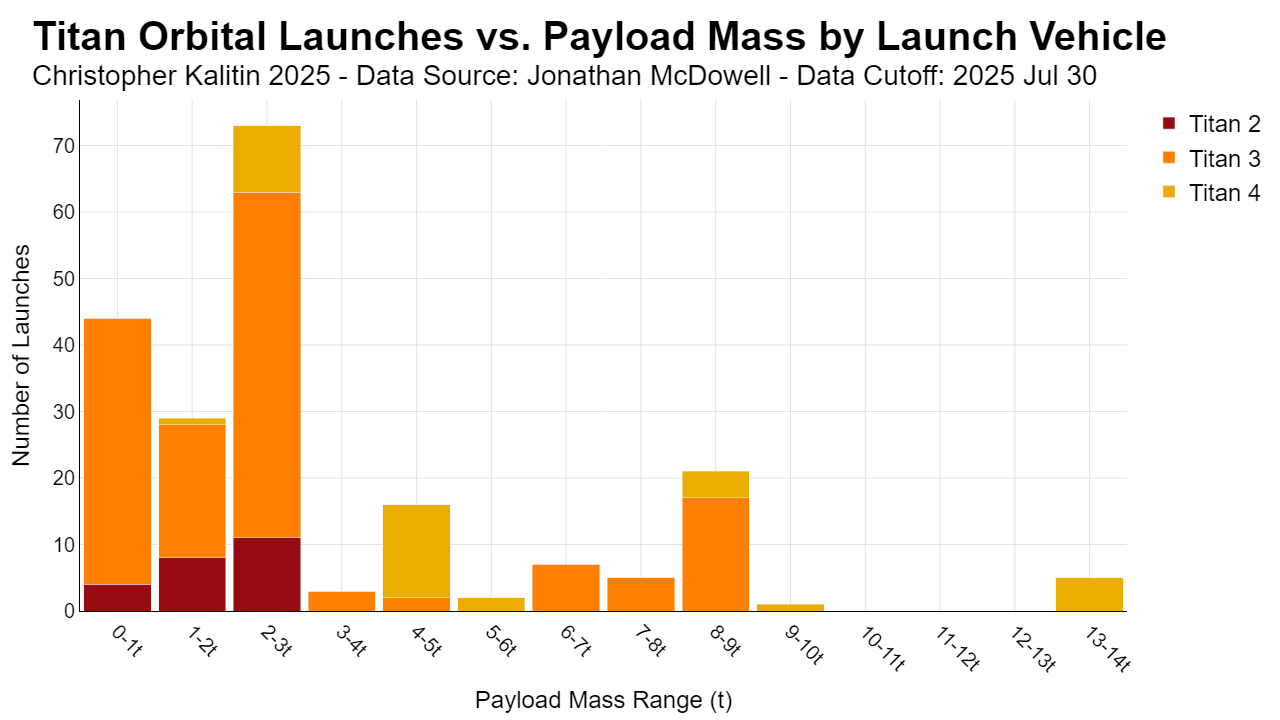 Titan Orbital Launches vs. Payload Mass by Launch Vehicle
Christopher Kalitin 2025 - Data Source: Jonathan McDowell - Data Cutoff: 2025 Jul 30
Titan 2
Titan 3
Titan 4
Number of Launches
70
60
50
40
30
20
10
0
0-1t
1-2t
2-3t
3-4t
4-5t
5-6t
6-7t
7-8t
8-9t
9-10t
10-11t
11-12t
12-13t
13-14t
Payload Mass Range (t)